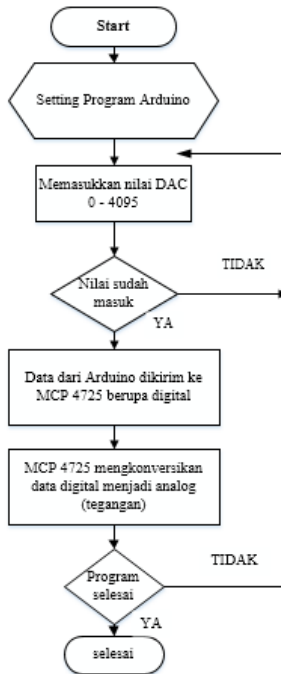 Start
Setting Program Arduino
Memasukkan nilai DAC
0 - 4095
Nilai sudah
masuk
TIDAK
YA
Data dari Arduino dikirim ke
MCP 4725 berupa digital
MCP 4725 mengkonversikan
data digital menjadi analog
(tegangan)
Program
selesai
TIDAK
YA
selesai